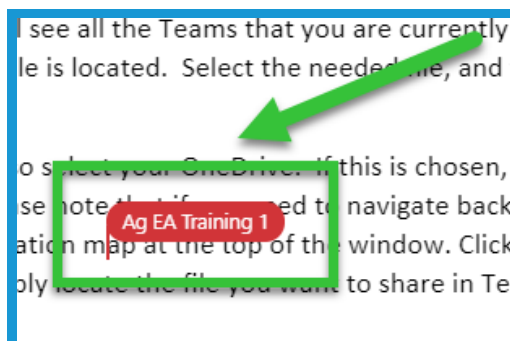 l see all the Teams that you are currently
le is located. Select the needed file, and
o select your OneDrive. If this is chosen,
se note that if need to navigate back
Ag EA Training 1
ation map at the top of the window. Click
ply locate the file you want to share in Te